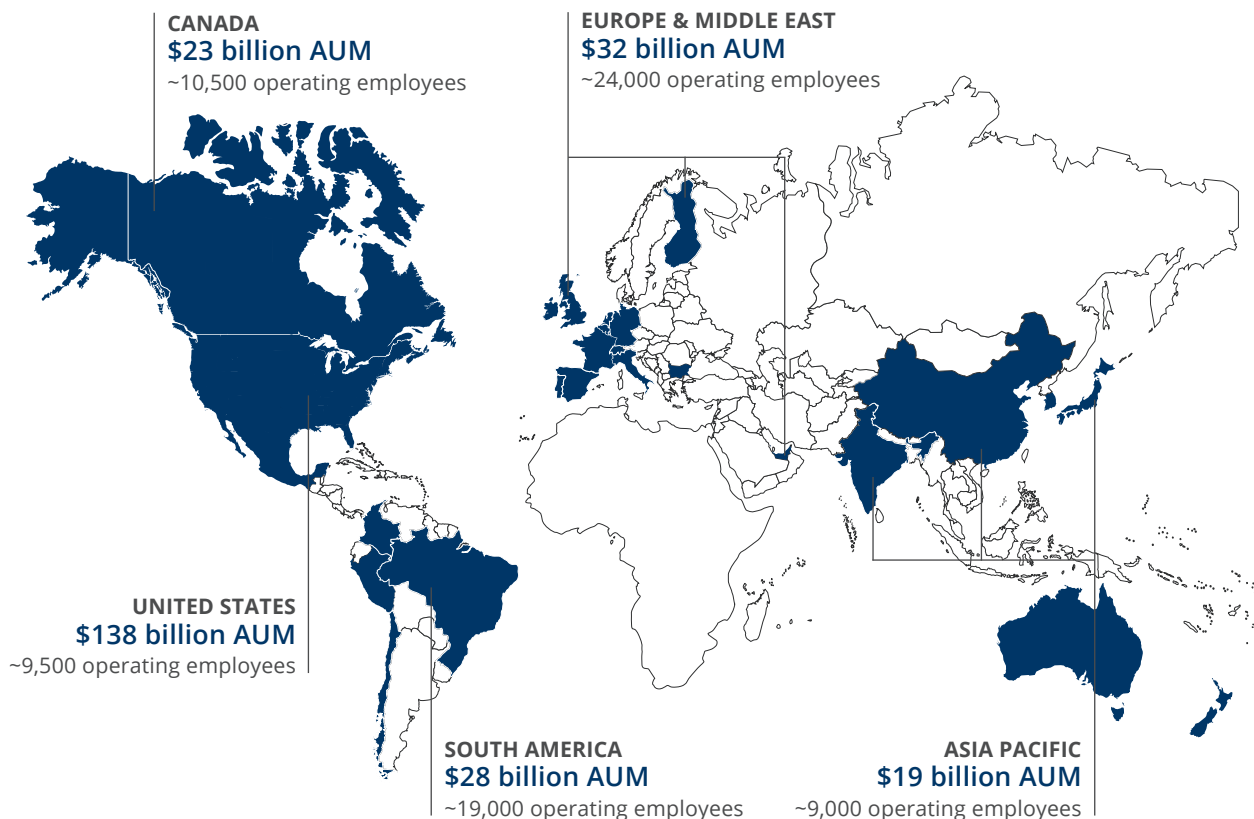 CANADA
$23 billion AUM
~10,500 operating employees
EUROPE & MIDDLE EAST
$32 billion AUM
~24,000 operating employees
UNITED STATES
$138 billion AUM
~9,500 operating employees
SOUTH AMERICA
$28 billion AUM
~19,000 operating employees
ASIA PACIFIC
$19 billion AUM
~9,000 operating employees